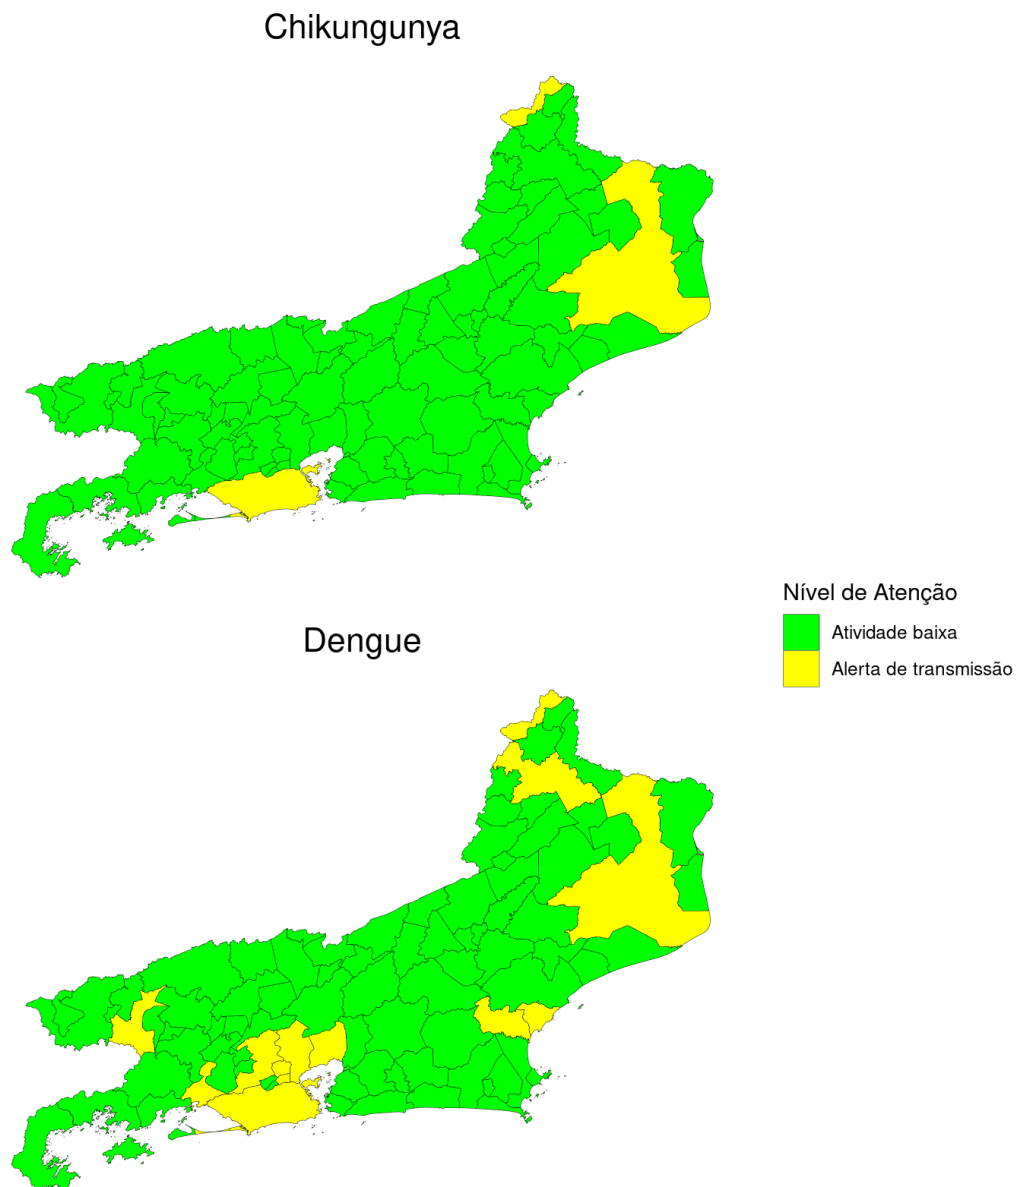 Chikungunya
Nível de Atenção
Atividade baixa
Alerta de transmissão
Dengue